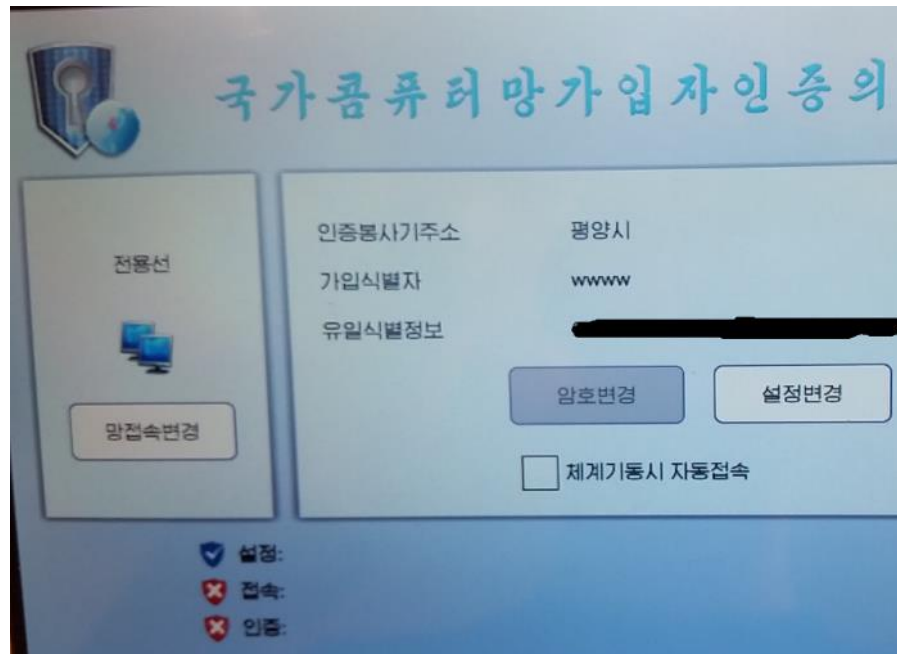 국가콤퓨터망가입자인증의
전용선
망접속변경
인증봉사기주소 평양시
가입식별자 wwww
유일식별정보
암호변경 설정변경
체계기동시 자동접속
설정:
접속:
인증: